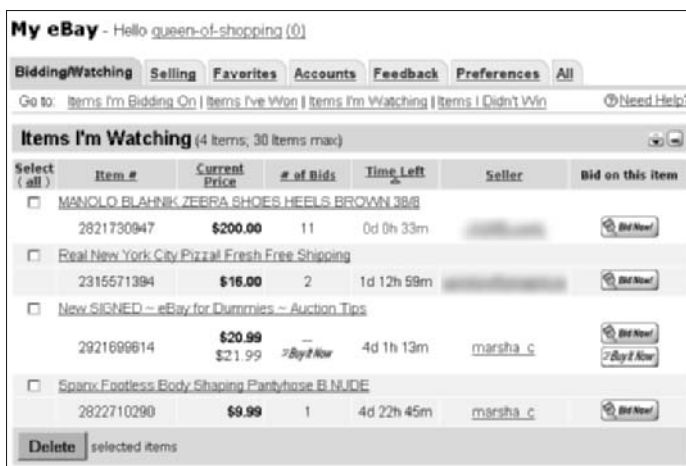 My eBay - Hello queen-of-shopping (0)
Bidding/Watching Selling Favorites Accounts Feedback Preferences All
Go to: Items I'm Bidding On | Items I've Won | Items I'm Watching | Items I Didn't Win Need Help?
Items I'm Watching (4 Items; 30 Items max)
Select (all) Item # Current Price # of Bids Time Left Seller Bid on this item
MANOLO BLAHNIK ZEBRA SHOES HEELS BROWN 38/8
2821730947 $200.00 11 0d 0h 33m Bid Now!
Real New York City Pizza! Fresh Free Shipping
2315571394 $16.00 2 1d 12h 59m Bid Now!
New SIGNED ~ eBay for Dummies ~ Auction Tips
2921699614 $20.99 -- 4d 1h 13m marsha_c Bid Now!
$21.99 Buy It Now Buy It Now
Spanx Footless Body Shaping Pantyhose B NUDE
2822710290 $9.99 1 4d 22h 45m marsha_c Bid Now!
Delete selected items